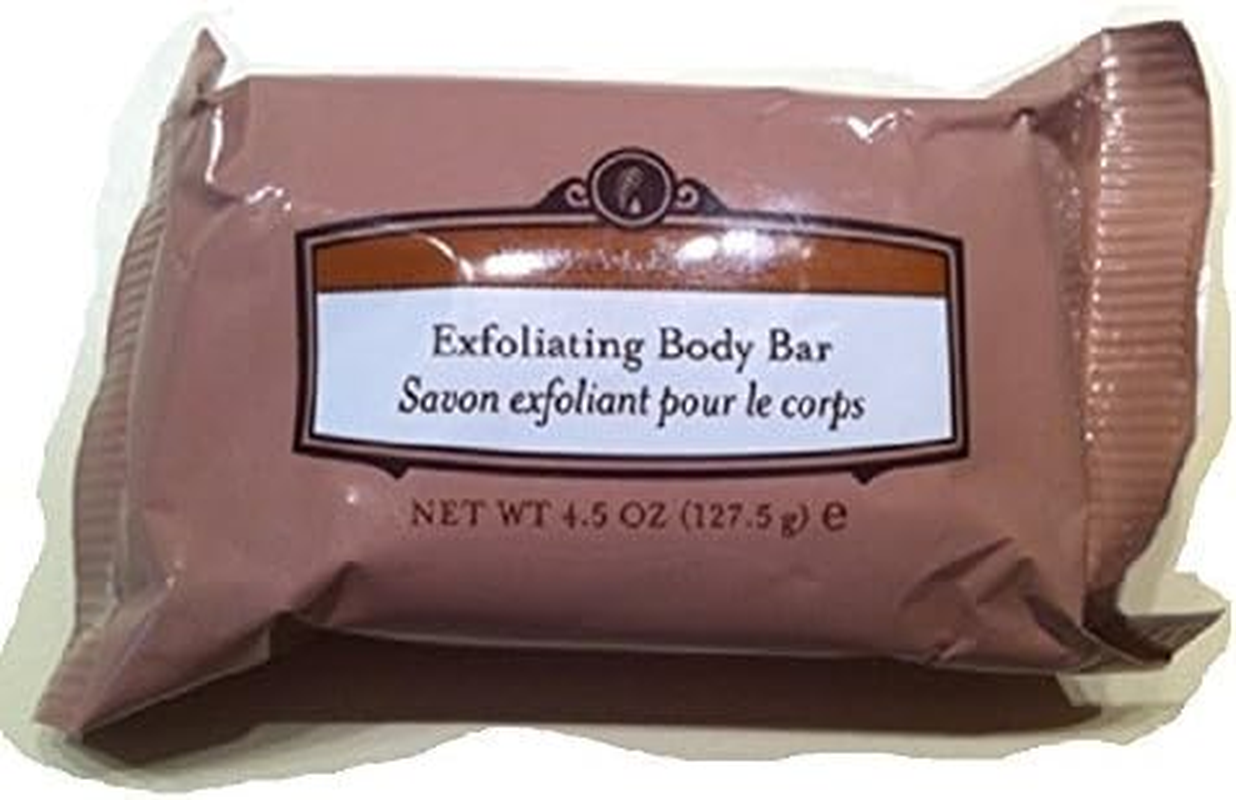 Exfoliating Body Bar
Savon exfoliant pour le corps
NET WT 4.5 OZ (127.5 g) ℮